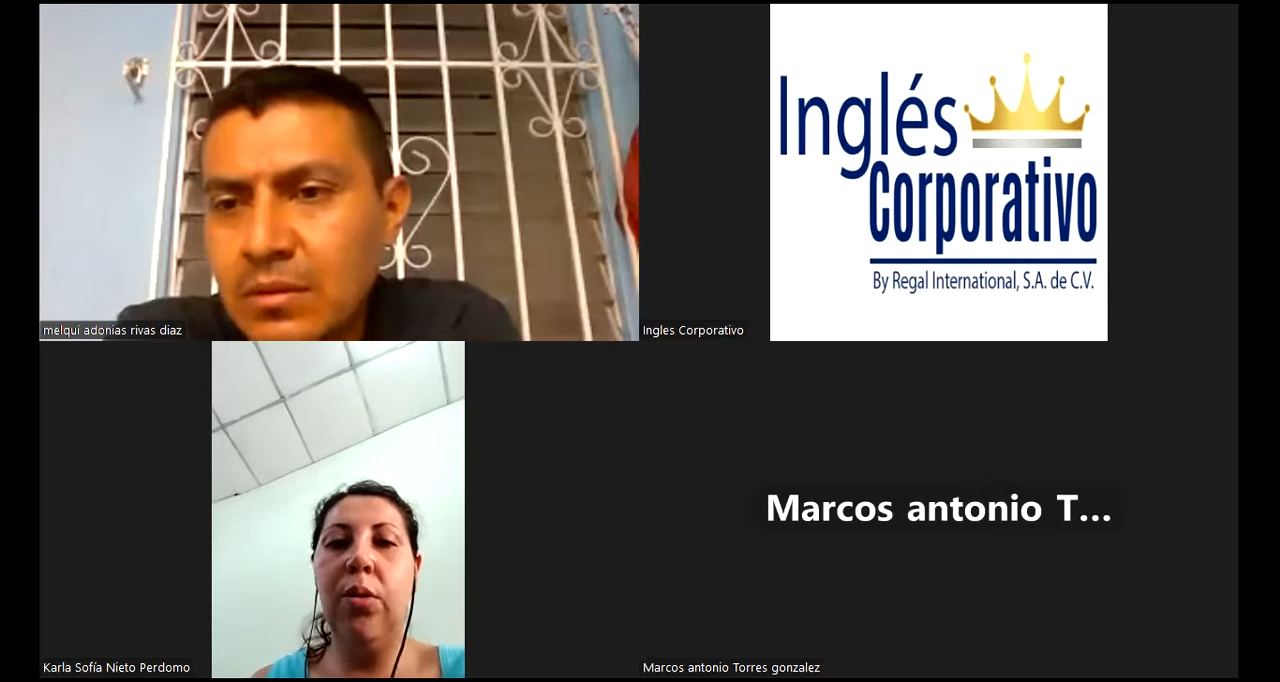 Inglés
Corporativo
By Regal International, S.A. de C.V.
melqui adonias rivas diaz
Ingles Corporativo
Marcos antonio T...
Karla Sofía Nieto Perdomo
Marcos antonio Torres gonzalez